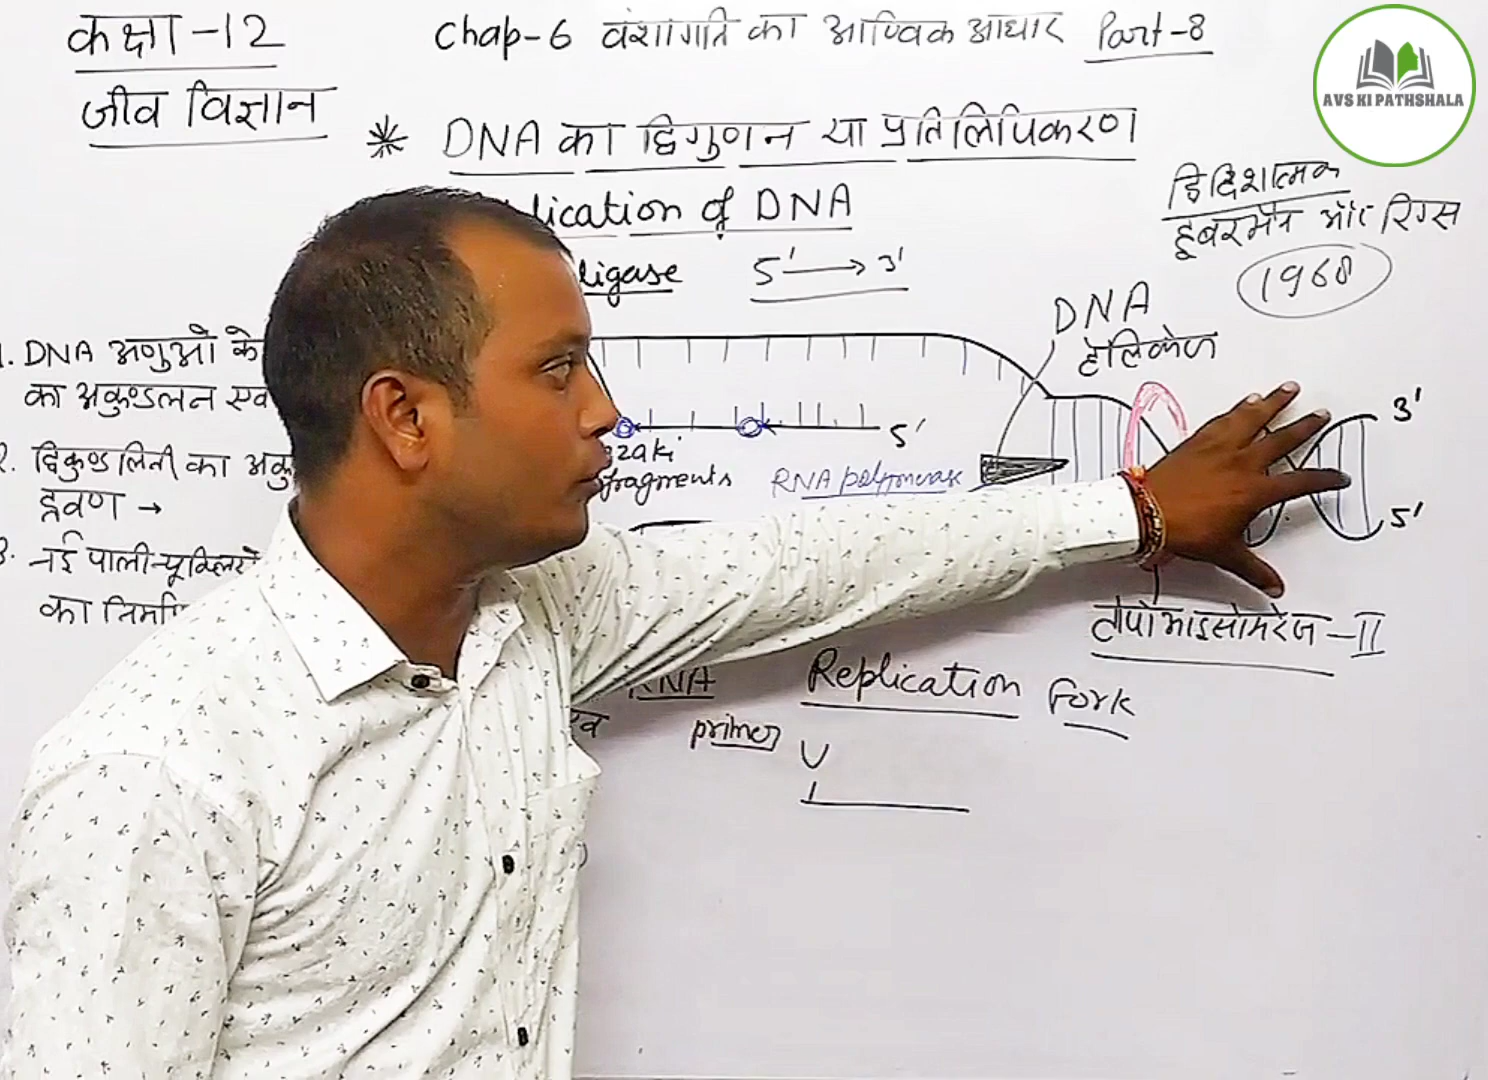 कक्षा -12
जीव विज्ञान
Chap-6 वंशागति का आण्विक आधार Part-8
AVS KI PATHSHALA
* DNA का द्विगुणन या प्रतिलिपिकरण
lication of DNA
ligase 5' → 3'
द्विदिशात्मक
हूबरमैन और रिग्स
1968
DNA
हेलिकेज
1. DNA अणुओ के
का अकुण्डलन एवं
2. द्विकुण्डलिनी का अकु
द्रवण →
3. नई पाली
का निर्मा
5'
zaki
fragments
RNA polymerase
3'
5'
टोपोआइसोमरेज -II
RNA
primer
Replication Fork